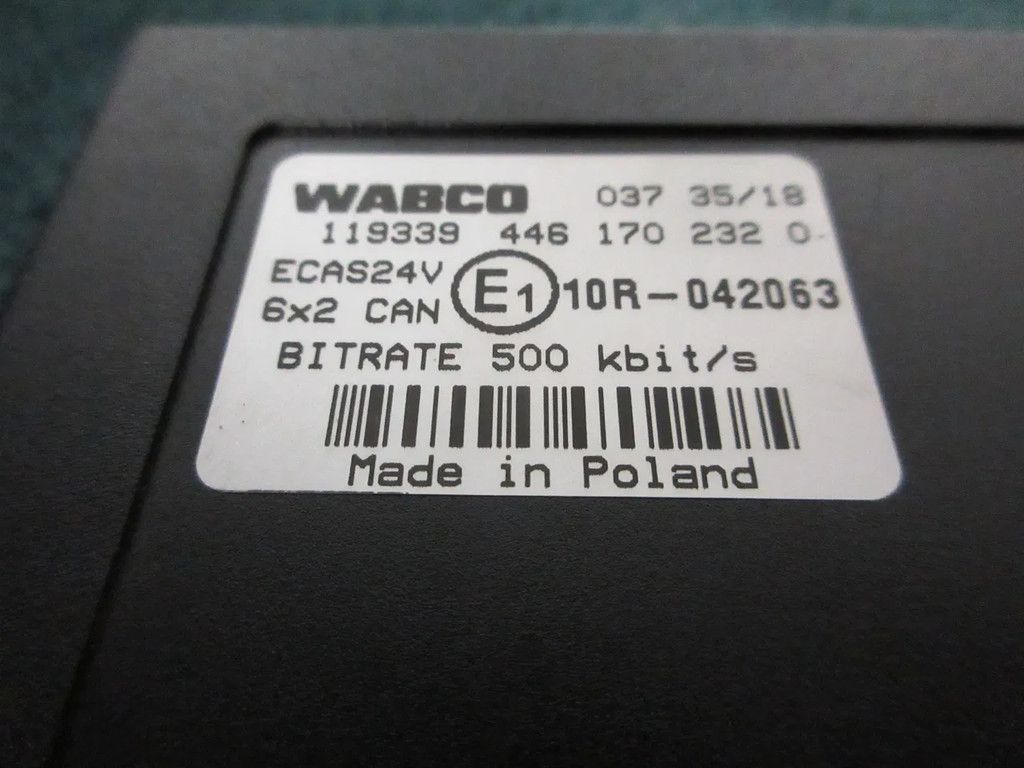 WABCO 037 35/18
119339 446 170 232 0
ECAS24V
6x2 CAN
E1 10R-042063
BITRATE 500 kbit/s
Made in Poland